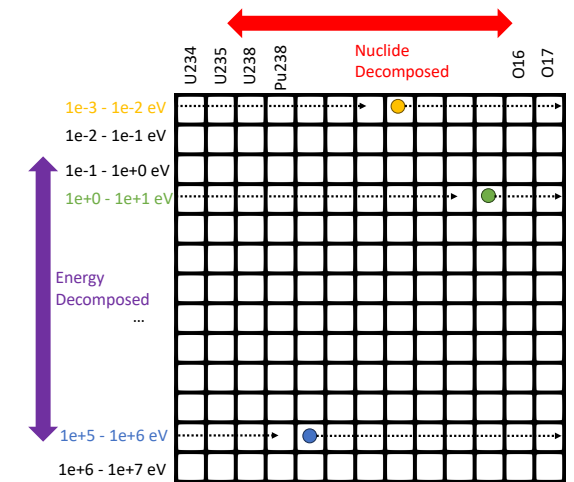 Nuclide
Decomposed
U234
U235
U238
Pu238
O16
O17
1e-3 - 1e-2 eV
1e-2 - 1e-1 eV
1e-1 - 1e+0 eV
1e+0 - 1e+1 eV
Energy
Decomposed
...
1e+5 - 1e+6 eV
1e+6 - 1e+7 eV